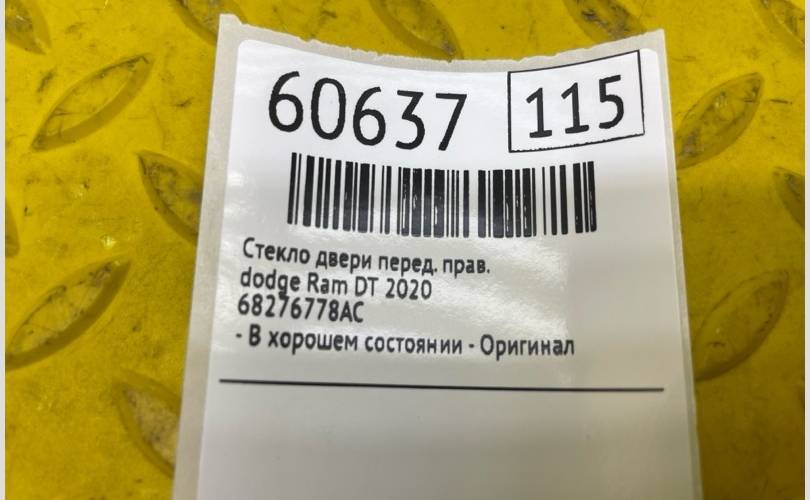 60637 115
Стекло двери перед. прав.
dodge Ram DT 2020
68276778AC
- В хорошем состоянии - Оригинал